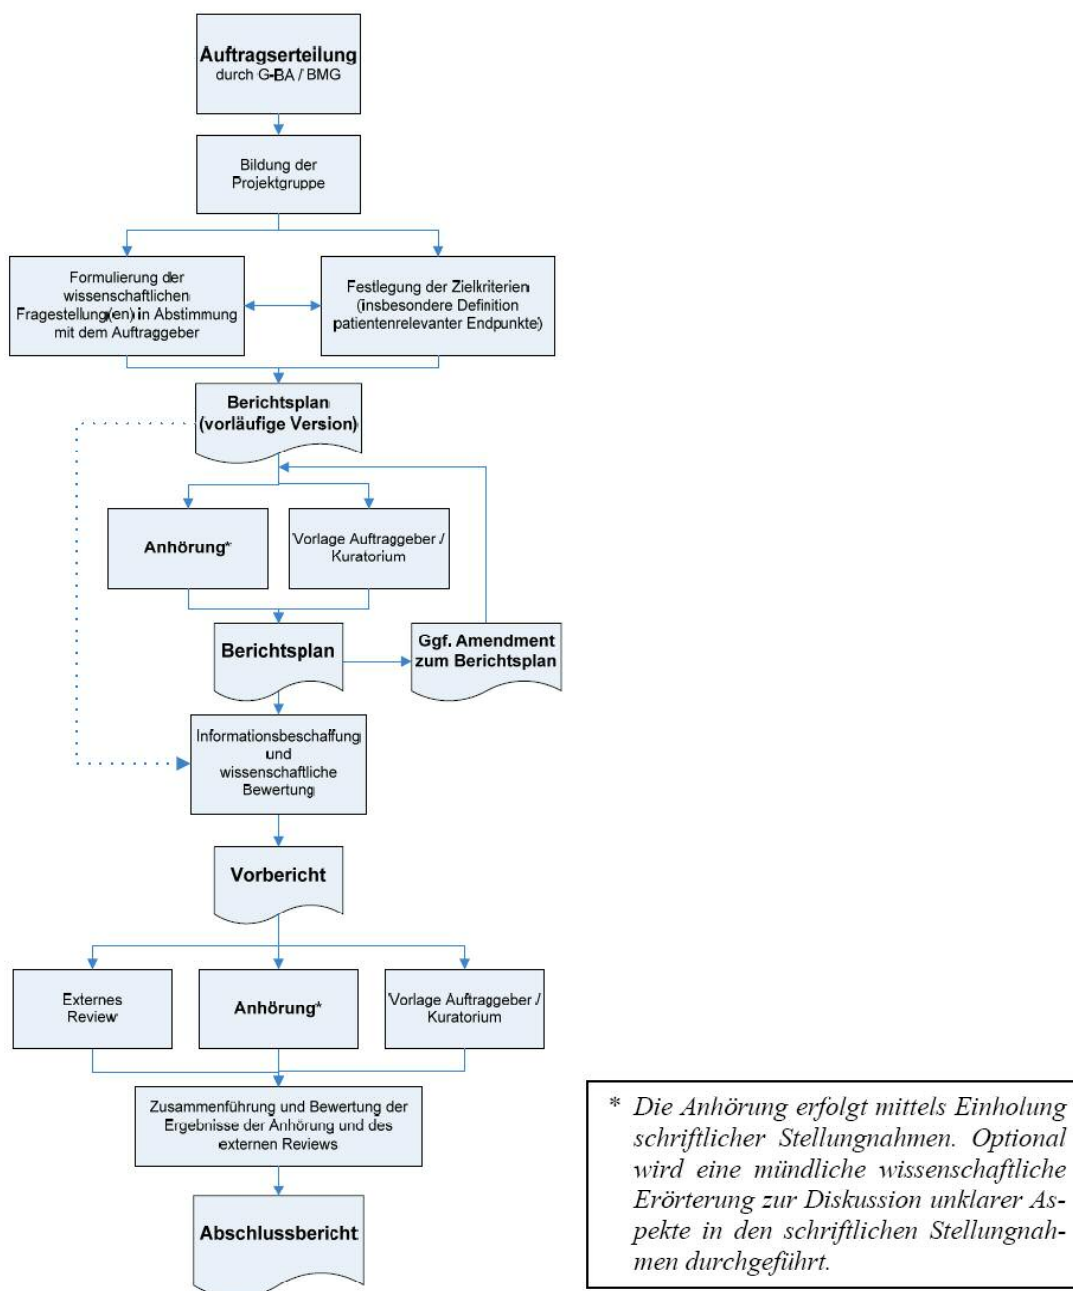 Auftragserteilung
durch G-BA / BMG
Bildung der
Projektgruppe
Formulierung der
wissenschaftlichen
Fragestellung(en) in Abstimmung
mit dem Auftraggeber
Festlegung der Zielkriterien
(insbesondere Definition
patientenrelevanter Endpunkte)
Berichtsplan
(vorläufige Version)
Anhörung*
Vorlage Auftraggeber /
Kuratorium
Berichtsplan
Ggf. Amendment
zum Berichtsplan
Informationsbeschaffung
und
wissenschaftliche
Bewertung
Vorbericht
Externes
Review
Anhörung*
Vorlage Auftraggeber /
Kuratorium
Zusammenführung und Bewertung der
Ergebnisse der Anhörung und des
externen Reviews
Abschlussbericht
* Die Anhörung erfolgt mittels Einholung
schriftlicher Stellungnahmen. Optional
wird eine mündliche wissenschaftliche
Erörterung zur Diskussion unklarer As-
pekte in den schriftlichen Stellungnah-
men durchgeführt.